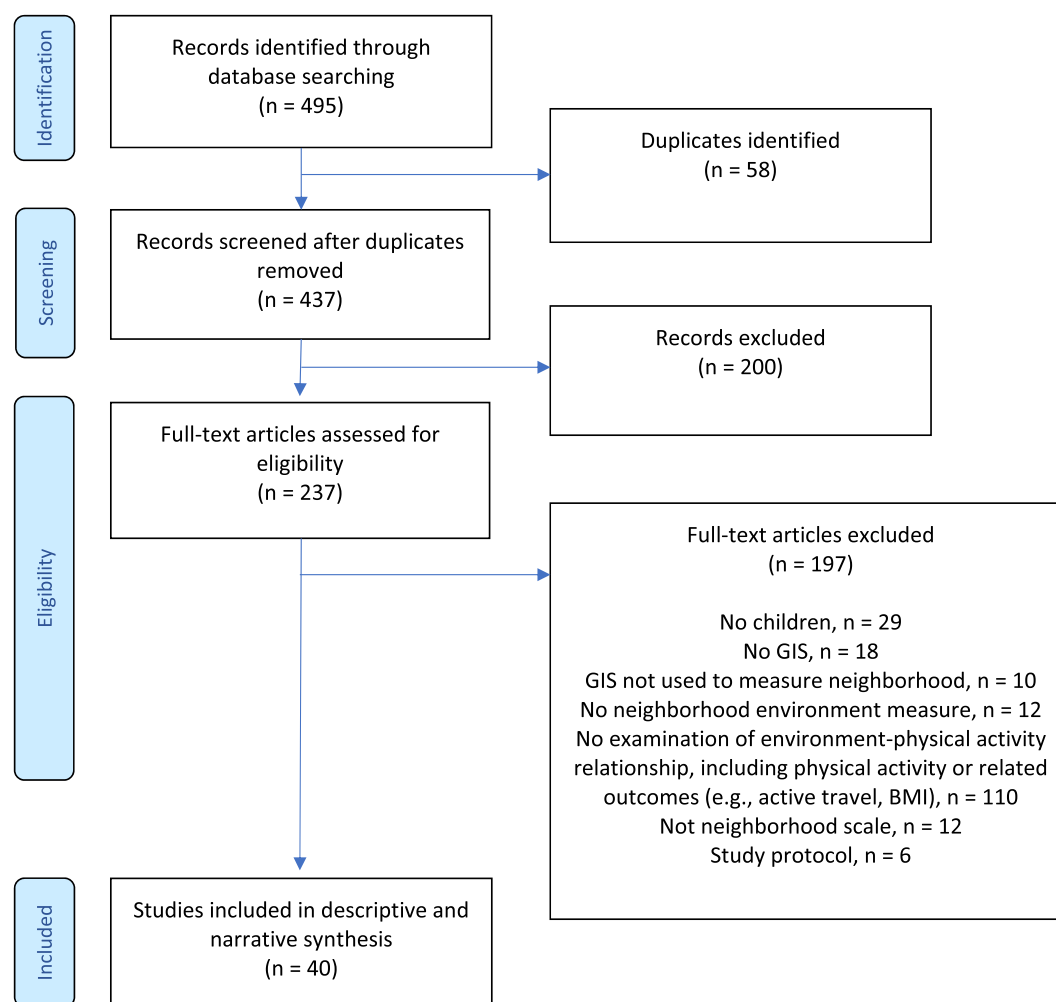 Identification
Records identified through
database searching
(n = 495)
Duplicates identified
(n = 58)
Screening
Records screened after duplicates
removed
(n = 437)
Records excluded
(n = 200)
Eligibility
Full-text articles assessed for
eligibility
(n = 237)
Full-text articles excluded
(n = 197)
No children, n = 29
No GIS, n = 18
GIS not used to measure neighborhood, n = 10
No neighborhood environment measure, n = 12
No examination of environment-physical activity
relationship, including physical activity or related
outcomes (e.g., active travel, BMI), n = 110
Not neighborhood scale, n = 12
Study protocol, n = 6
Included
Studies included in descriptive and
narrative synthesis
(n = 40)